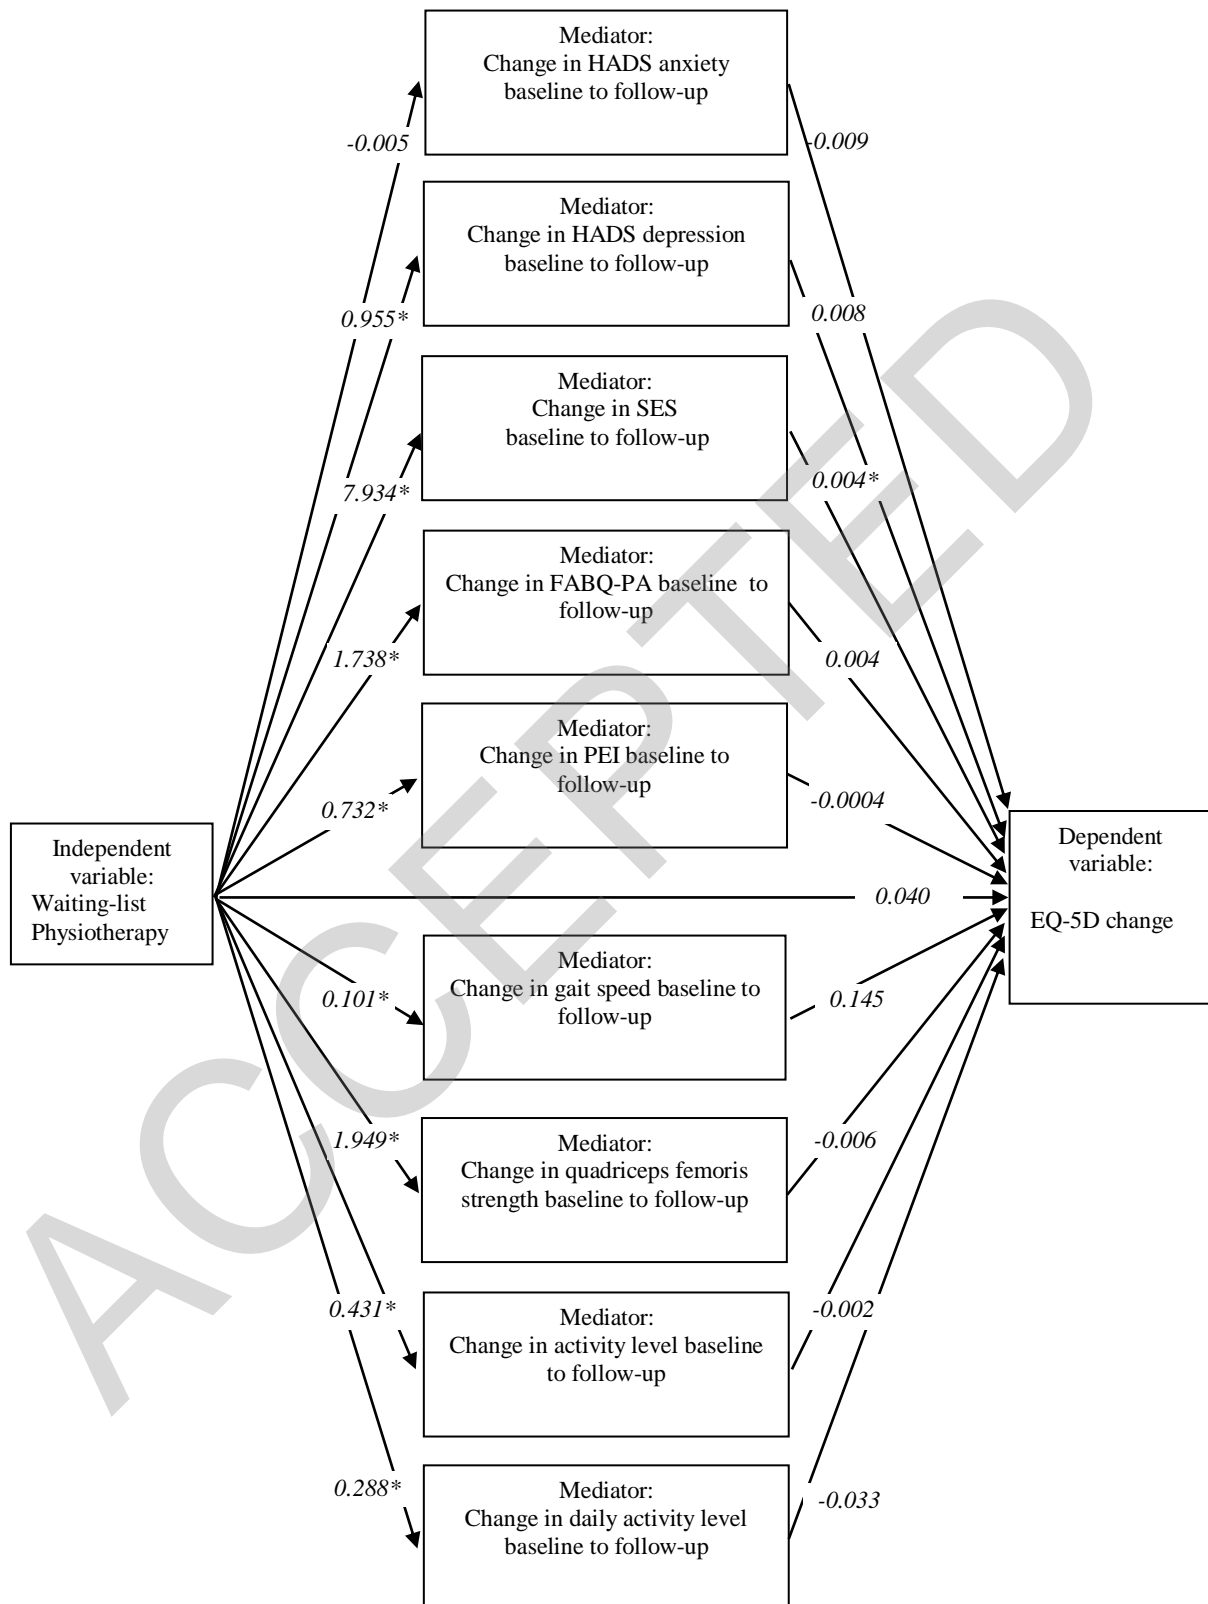 Mediator:
Change in HADS anxiety
baseline to follow-up
-0.005
-0.009
Mediator:
Change in HADS depression
baseline to follow-up
0.955*
0.008
Mediator:
Change in SES
baseline to follow-up
7.934*
0.004*
Mediator:
Change in FABQ-PA baseline to
follow-up
1.738*
0.004
Mediator:
Change in PEI baseline to
follow-up
0.732*
-0.0004
Independent
variable:
Waiting-list
Physiotherapy
0.040
Dependent
variable:
EQ-5D change
Mediator:
Change in gait speed baseline to
follow-up
0.101*
0.145
Mediator:
Change in quadriceps femoris
strength baseline to follow-up
1.949*
-0.006
Mediator:
Change in activity level baseline
to follow-up
0.431*
-0.002
Mediator:
Change in daily activity level
baseline to follow-up
0.288*
-0.033
ACCEPTED